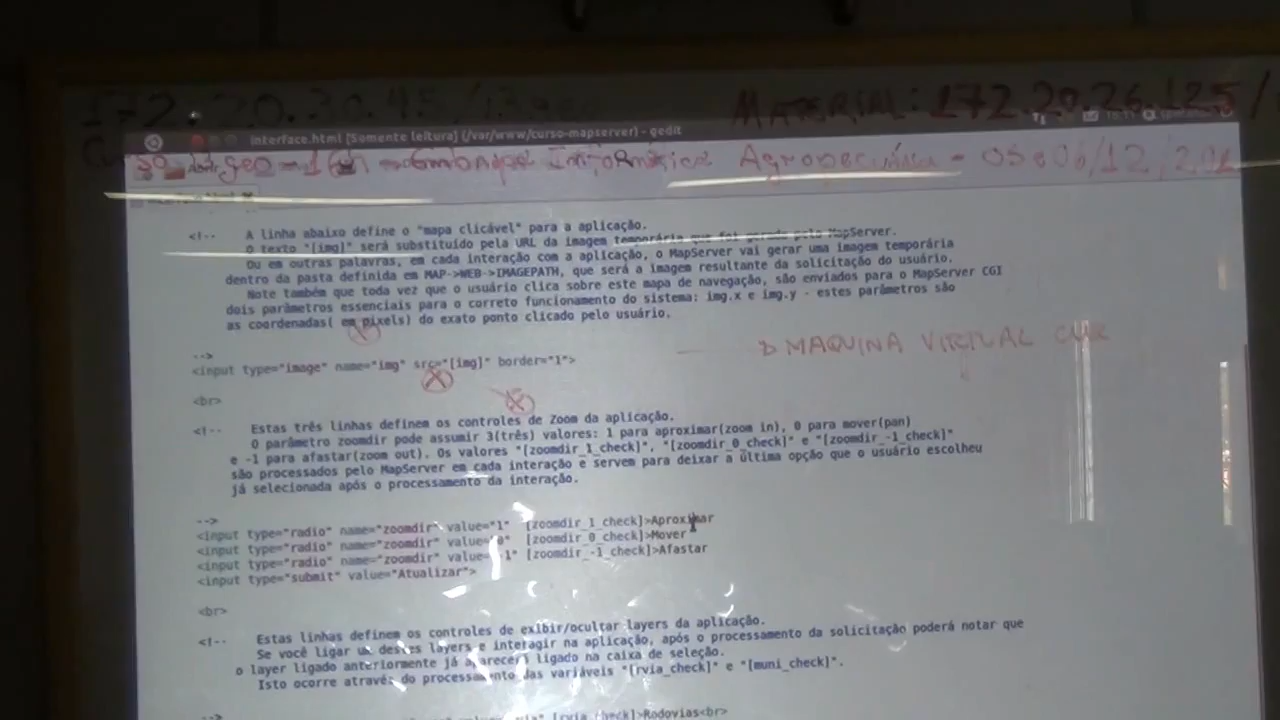 172.20.30.45/
MATERIAL: 172.20.26.125/
interface.html [Somente leitura] (/var/www/curso-mapserver) - gedit
Agropecuária - 05 e 06/12/
<!-- A linha abaixo define o "mapa clicável" para a aplicação.
O texto "[img]" será substituído pela URL da imagem temporária que foi gerada pelo MapServer.
Ou em outras palavras, em cada interação com a aplicação, o MapServer vai gerar uma imagem temporária
dentro da pasta definida em MAP->WEB->IMAGEPATH, que será a imagem resultante da solicitação do usuário.
Note também que toda vez que o usuário clica sobre este mapa de navegação, são enviados para o MapServer CGI
dois parâmetros essenciais para o correto funcionamento do sistema: img.x e img.y - estes parâmetros são
as coordenadas( em pixels) do exato ponto clicado pelo usuário.
-->
MAQUINA VIRTUAL
<input type="image" name="img" src="[img]" border="1">
<br>
<!-- Estas três linhas definem os controles de Zoom da aplicação.
O parâmetro zoomdir pode assumir 3(três) valores: 1 para aproximar(zoom in), 0 para mover(pan)
e -1 para afastar(zoom out). Os valores "[zoomdir_1_check]", "[zoomdir_0_check]" e "[zoomdir_-1_check]"
são processados pelo MapServer em cada interação e servem para deixar a última opção que o usuário escolheu
já selecionada após o processamento da interação.
-->
<input type="radio" name="zoomdir" value="1" [zoomdir_1_check]>Aproximar
<input type="radio" name="zoomdir" value="0" [zoomdir_0_check]>Mover
<input type="radio" name="zoomdir" value="-1" [zoomdir_-1_check]>Afastar
<input type="submit" value="Atualizar">
<br>
<!-- Estas linhas definem os controles de exibir/ocultar layers da aplicação.
Se você ligar um destes layers e interagir na aplicação, após o processamento da solicitação poderá notar que
o layer ligado anteriormente já aparecerá ligado na caixa de seleção.
Isto ocorre através do processamento das variáveis "[rvia_check]" e "[muni_check]".
-->
[rvia_check]>Rodovias<br>